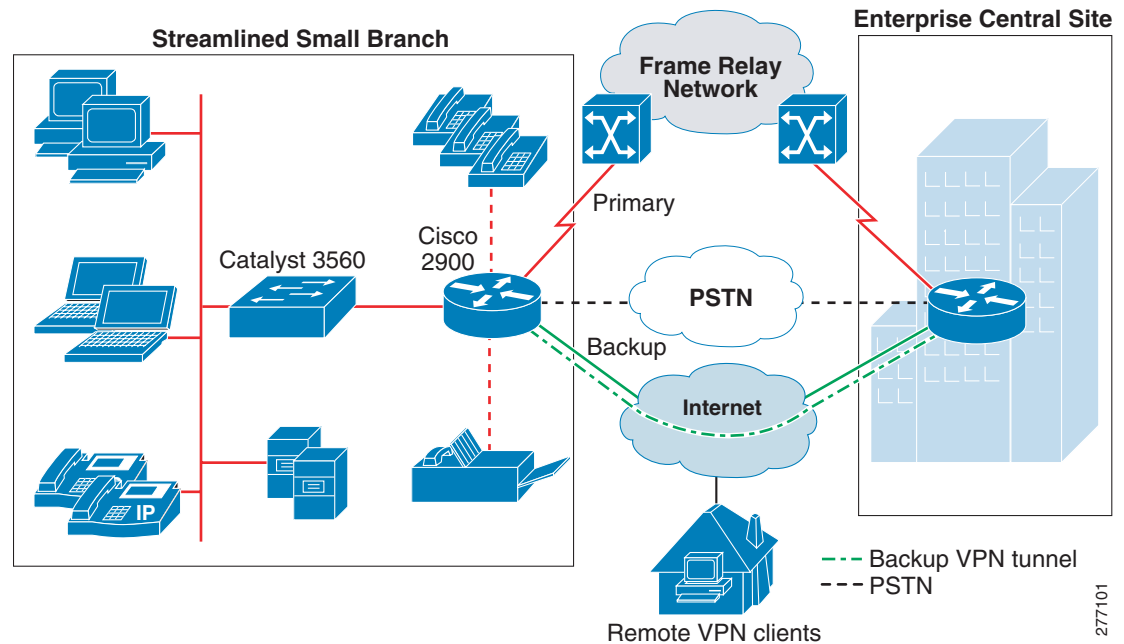 Enterprise Central Site
Streamlined Small Branch
Frame Relay
Network
Primary
Cisco
2900
Catalyst 3560
PSTN
Backup
Internet
IP
Backup VPN tunnel
PSTN
Remote VPN clients
277101